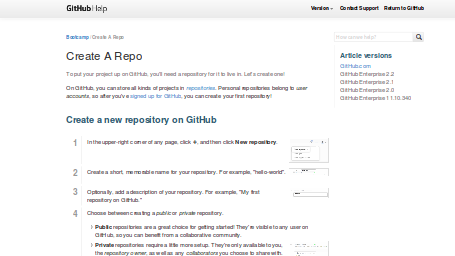 GitHub Help
Version
Contact Support
Return to GitHub
Bootcamp / Create A Repo
How can we help?
Create A Repo
To put your project up on GitHub, you'll need a repository for it to live in. Let's create one!
On GitHub, you can store all kinds of projects in repositories. Personal repositories belong to user
accounts, so after you've signed up for GitHub, you can create your first repository!
Article versions
GitHub.com
GitHub Enterprise 2.2
GitHub Enterprise 2.1
GitHub Enterprise 2.0
GitHub Enterprise 11.10.340
Create a new repository on GitHub
1 In the upper-right corner of any page, click +, and then click New repository.
2 Create a short, memorable name for your repository. For example, "hello-world".
3 Optionally, add a description of your repository. For example, "My first
repository on GitHub."
4 Choose between creating a public or private repository.
Public repositories are a great choice for getting started! They're visible to any user on
GitHub, so you can benefit from a collaborative community.
Private repositories require a little more setup. They're only available to you,
the repository owner, as well as any collaborators you choose to share with.